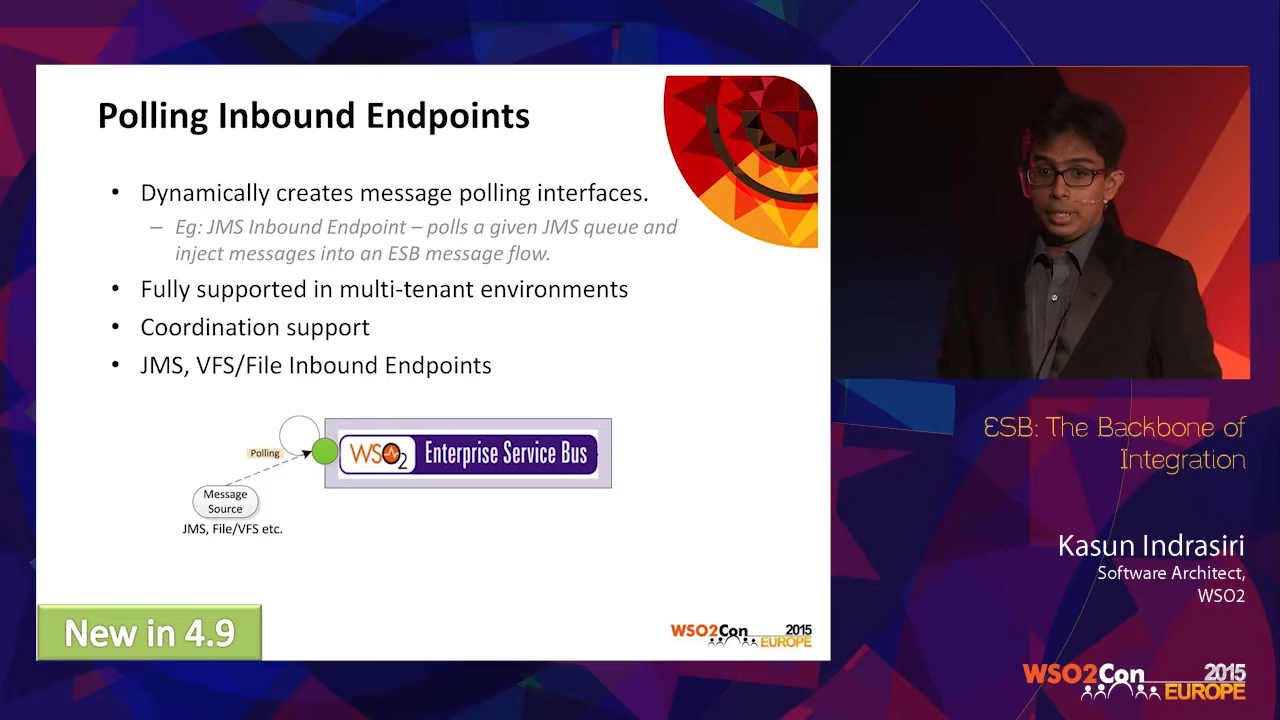 Polling Inbound Endpoints
• Dynamically creates message polling interfaces.
– Eg: JMS Inbound Endpoint – polls a given JMS queue and
inject messages into an ESB message flow.
• Fully supported in multi-tenant environments
• Coordination support
• JMS, VFS/File Inbound Endpoints
Polling
WSO2 Enterprise Service Bus
Message
Source
JMS, File/VFS etc.
New in 4.9
WSO2Con 2015
EUROPE
ESB: The Backbone of
Integration
Kasun Indrasiri
Software Architect,
WSO2
WSO2Con 2015
EUROPE